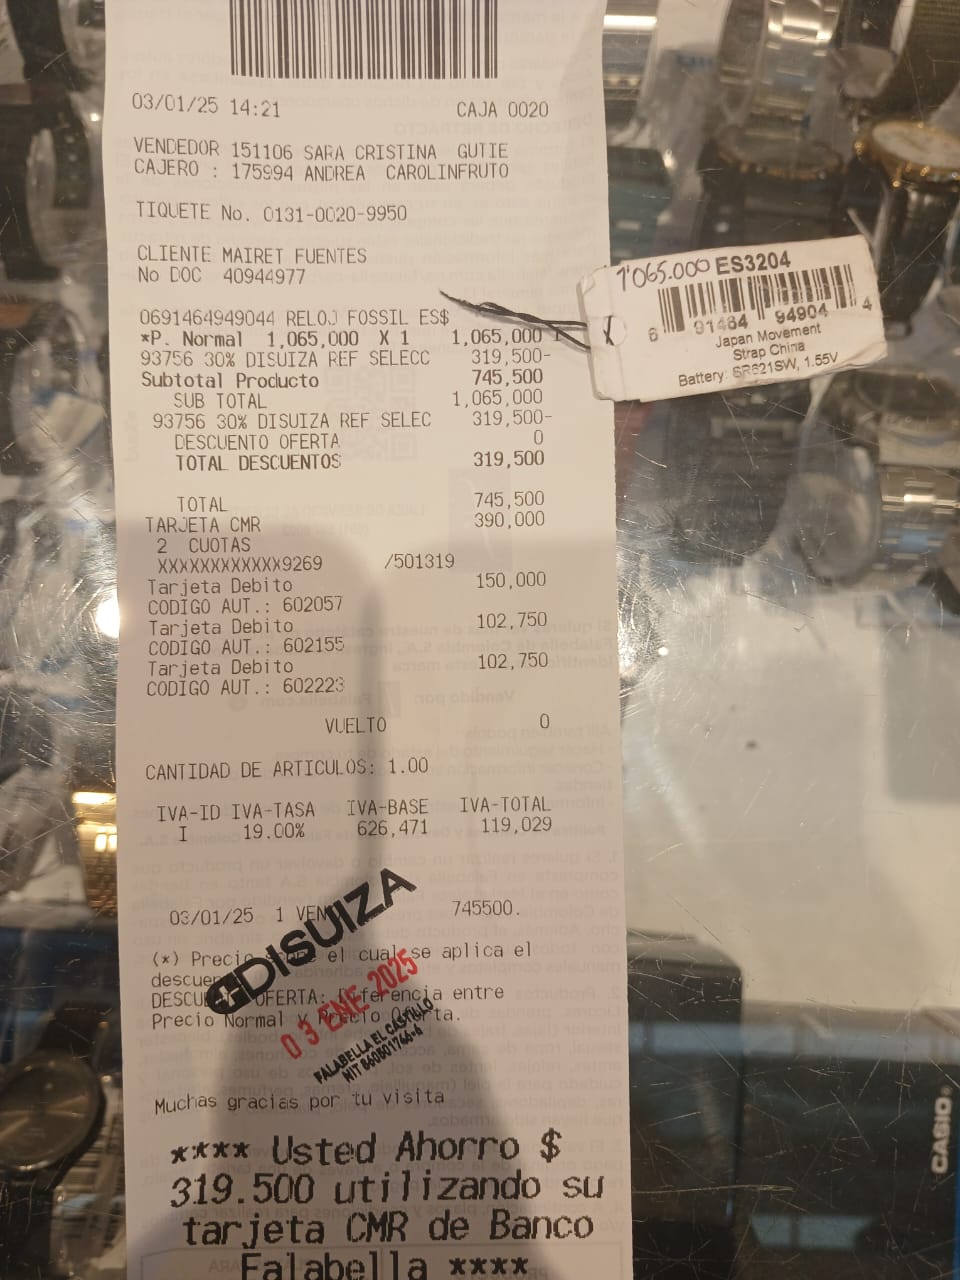 03/01/25 14:21 CAJA 0020
VENDEDOR 151106 SARA CRISTINA GUTIE
CAJERO : 175994 ANDREA CAROLINFRUTO
TIQUETE No. 0131-0020-9950
CLIENTE MAIRET FUENTES
No DOC 40944977
0691464949044 RELOJ FOSSIL ES$
*P. Normal 1,065,000 X 1 1,065,000
93756 30% DISUIZA REF SELECC 319,500-
Subtotal Producto 745,500
SUB TOTAL 1,065,000
93756 30% DISUIZA REF SELEC 319,500-
DESCUENTO OFERTA 0
TOTAL DESCUENTOS 319,500
TOTAL 745,500
TARJETA CMR 390,000
2 CUOTAS
XXXXXXXXXXXX9269 /501319
Tarjeta Debito 150,000
CODIGO AUT.: 602057
Tarjeta Debito 102,750
CODIGO AUT.: 602155
Tarjeta Debito 102,750
CODIGO AUT.: 602223
VUELTO 0
CANTIDAD DE ARTICULOS: 1.00
IVA-ID IVA-TASA IVA-BASE IVA-TOTAL
I 19.00% 626,471 119,029
03/01/25 1 VEN 745500.
(*) Precio el cual se aplica el
descuen
DESCUE OFERTA: Diferencia entre
Precio Normal y Precio Oferta.
DISUIZA
03 ENE 2025
FALABELLA EL CASTILLO
NIT 860801766-6
Muchas gracias por tu visita
**** Usted Ahorro $
319.500 utilizando su
tarjeta CMR de Banco
Falabella ****
1'065.000 ES3204
6 91464 94904 4
Japan Movement
Strap China
Battery: SR621SW, 1.55V
CASIO